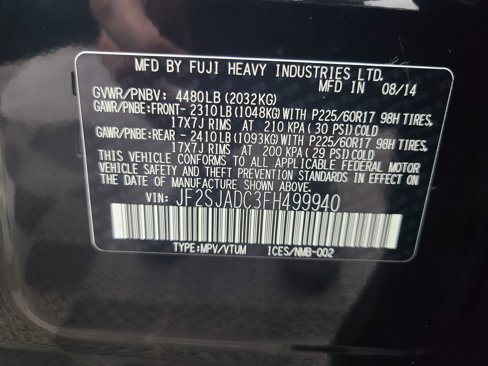 MFD BY FUJI HEAVY INDUSTRIES LTD.
MFD IN 08/14
GVWR/PNBV: 4480LB (2032KG)
GAWR/PNBE:FRONT- 2310LB (1048KG) WITH P225/60R17 98H TIRES,
17X7J RIMS AT 210 KPA (30 PSI) COLD
GAWR/PNBE:REAR - 2410LB (1093KG) WITH P225/60R17 98H TIRES,
17X7J RIMS AT 200 KPA (29 PSI) COLD
THIS VEHICLE CONFORMS TO ALL APPLICABLE FEDERAL MOTOR
VEHICLE SAFETY AND THEFT PREVENTION STANDARDS IN EFFECT
ON THE DATE OF MANUFACTURE SHOWN ABOVE.
VIN: JF2SJADC3FH499940
TYPE:MPV/VTUM ICES/NMB-002